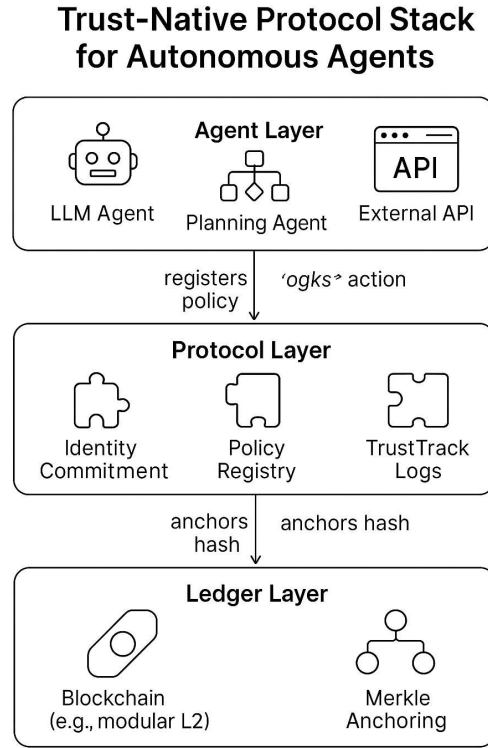 Trust-Native Protocol Stack
for Autonomous Agents
Agent Layer
API
LLM Agent
Planning Agent
External API
registers
policy
action
Protocol Layer
Identity
Commitment
Policy
Registry
TrustTrack
Logs
anchors
hash
anchors hash
Ledger Layer
Blockchain
(e.g., modular L2)
Merkle
Anchoring